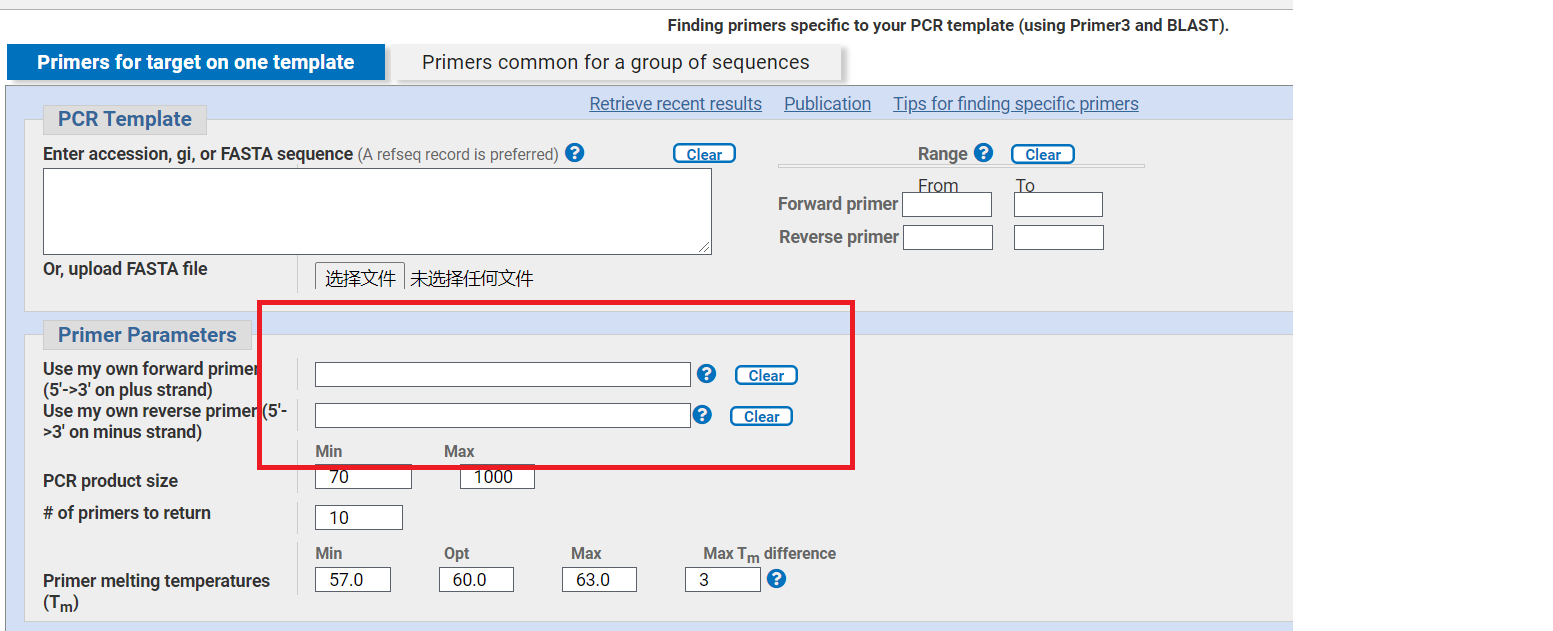 Finding primers specific to your PCR template (using Primer3 and BLAST).
Primers for target on one template
Primers common for a group of sequences
Retrieve recent results Publication Tips for finding specific primers
PCR Template
Enter accession, gi, or FASTA sequence (A refseq record is preferred) ? Clear
Range ? Clear
From To
Forward primer
Reverse primer
Or, upload FASTA file 选择文件 未选择任何文件
Primer Parameters
Use my own forward primer
(5'->3' on plus strand)
? Clear
Use my own reverse primer (5'-
>3' on minus strand)
? Clear
Min Max
PCR product size 70 1000
# of primers to return 10
Min Opt Max Max Tm difference
Primer melting temperatures
(Tm)
57.0 60.0 63.0 3 ?